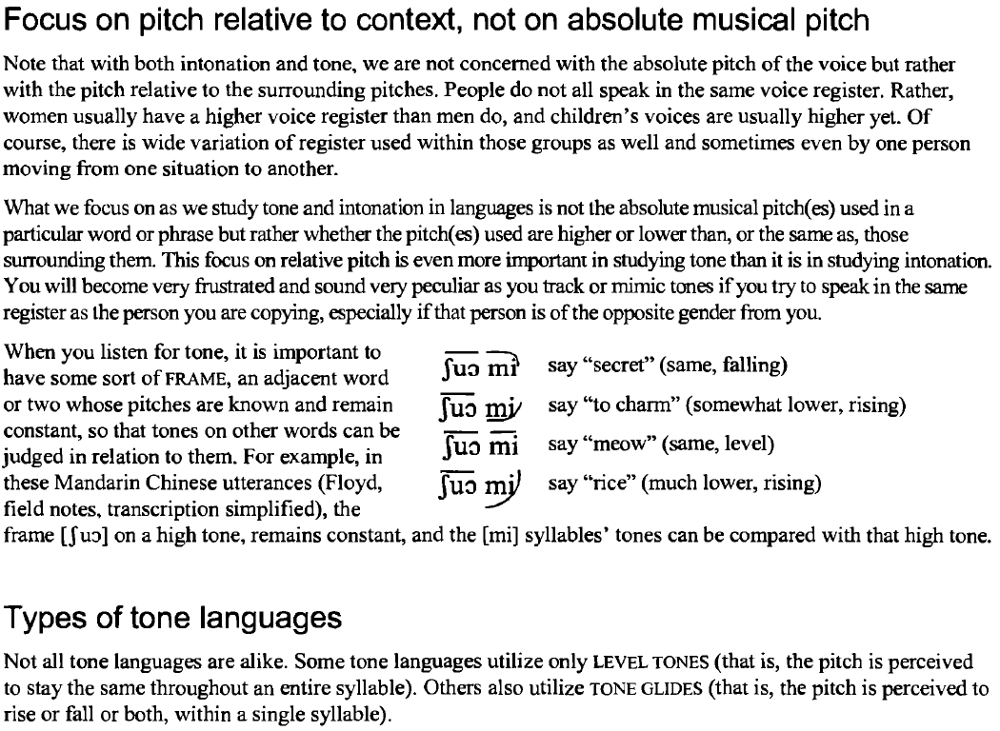 Focus on pitch relative to context, not on absolute musical pitch
Note that with both intonation and tone, we are not concerned with the absolute pitch of the voice but rather
with the pitch relative to the surrounding pitches. People do not all speak in the same voice register. Rather,
women usually have a higher voice register than men do, and children's voices are usually higher yet. Of
course, there is wide variation of register used within those groups as well and sometimes even by one person
moving from one situation to another.
What we focus on as we study tone and intonation in languages is not the absolute musical pitch(es) used in a
particular word or phrase but rather whether the pitch(es) used are higher or lower than, or the same as, those
surrounding them. This focus on relative pitch is even more important in studying tone than it is in studying intonation.
You will become very frustrated and sound very peculiar as you track or mimic tones if you try to speak in the same
register as the person you are copying, especially if that person is of the opposite gender from you.
When you listen for tone, it is important to
have some sort of FRAME, an adjacent word
or two whose pitches are known and remain
constant, so that tones on other words can be
judged in relation to them. For example, in
these Mandarin Chinese utterances (Floyd,
field notes, transcription simplified), the
ʃuɔ mi say “secret” (same, falling)
ʃuɔ mi say “to charm” (somewhat lower, rising)
ʃuɔ mi say “meow” (same, level)
ʃuɔ mi say “rice” (much lower, rising)
frame [ʃuɔ] on a high tone, remains constant, and the [mi] syllables' tones can be compared with that high tone.
Types of tone languages
Not all tone languages are alike. Some tone languages utilize only LEVEL TONES (that is, the pitch is perceived
to stay the same throughout an entire syllable). Others also utilize TONE GLIDES (that is, the pitch is perceived to
rise or fall or both, within a single syllable).